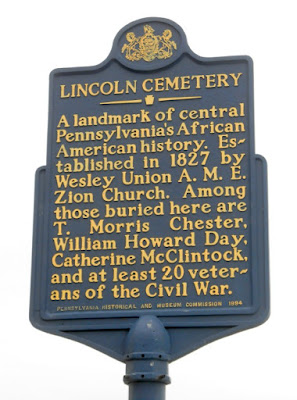 LINCOLN CEMETERY
A landmark of central
Pennsylvania's African
American history. Es-
tablished in 1827 by
Wesley Union A. M. E.
Zion Church. Among
those buried here are
T. Morris Chester,
William Howard Day,
Catherine McClintock,
and at least 20 veter-
ans of the Civil War.
PENNSYLVANIA HISTORICAL AND MUSEUM COMMISSION 1994